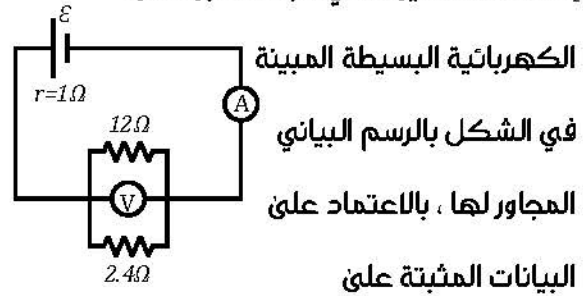 ε
r=1Ω
A
12Ω
V
2.4Ω
الكهربائية البسيطة المبينة
في الشكل بالرسم البياني
المجاور لها ، بالاعتماد على
البيانات المثبتة على